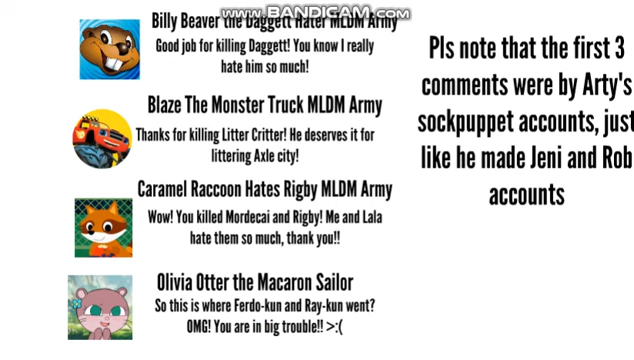 www.BANDICAM.com
Billy Beaver the Daggett Hater MLDM Army
Good job for killing Daggett! You know I really
hate him so much!
Blaze The Monster Truck MLDM Army
Thanks for killing Litter Critter! He deserves it for
littering Axle city!
Caramel Raccoon Hates Rigby MLDM Army
Wow! You killed Mordecai and Rigby! Me and Lala
hate them so much, thank you!!
Olivia Otter the Macaron Sailor
So this is where Ferdo-kun and Ray-kun went?
OMG! You are in big trouble!! >:(
Pls note that the first 3
comments were by Arty's
sockpuppet accounts, just
like he made Jeni and Rob
accounts